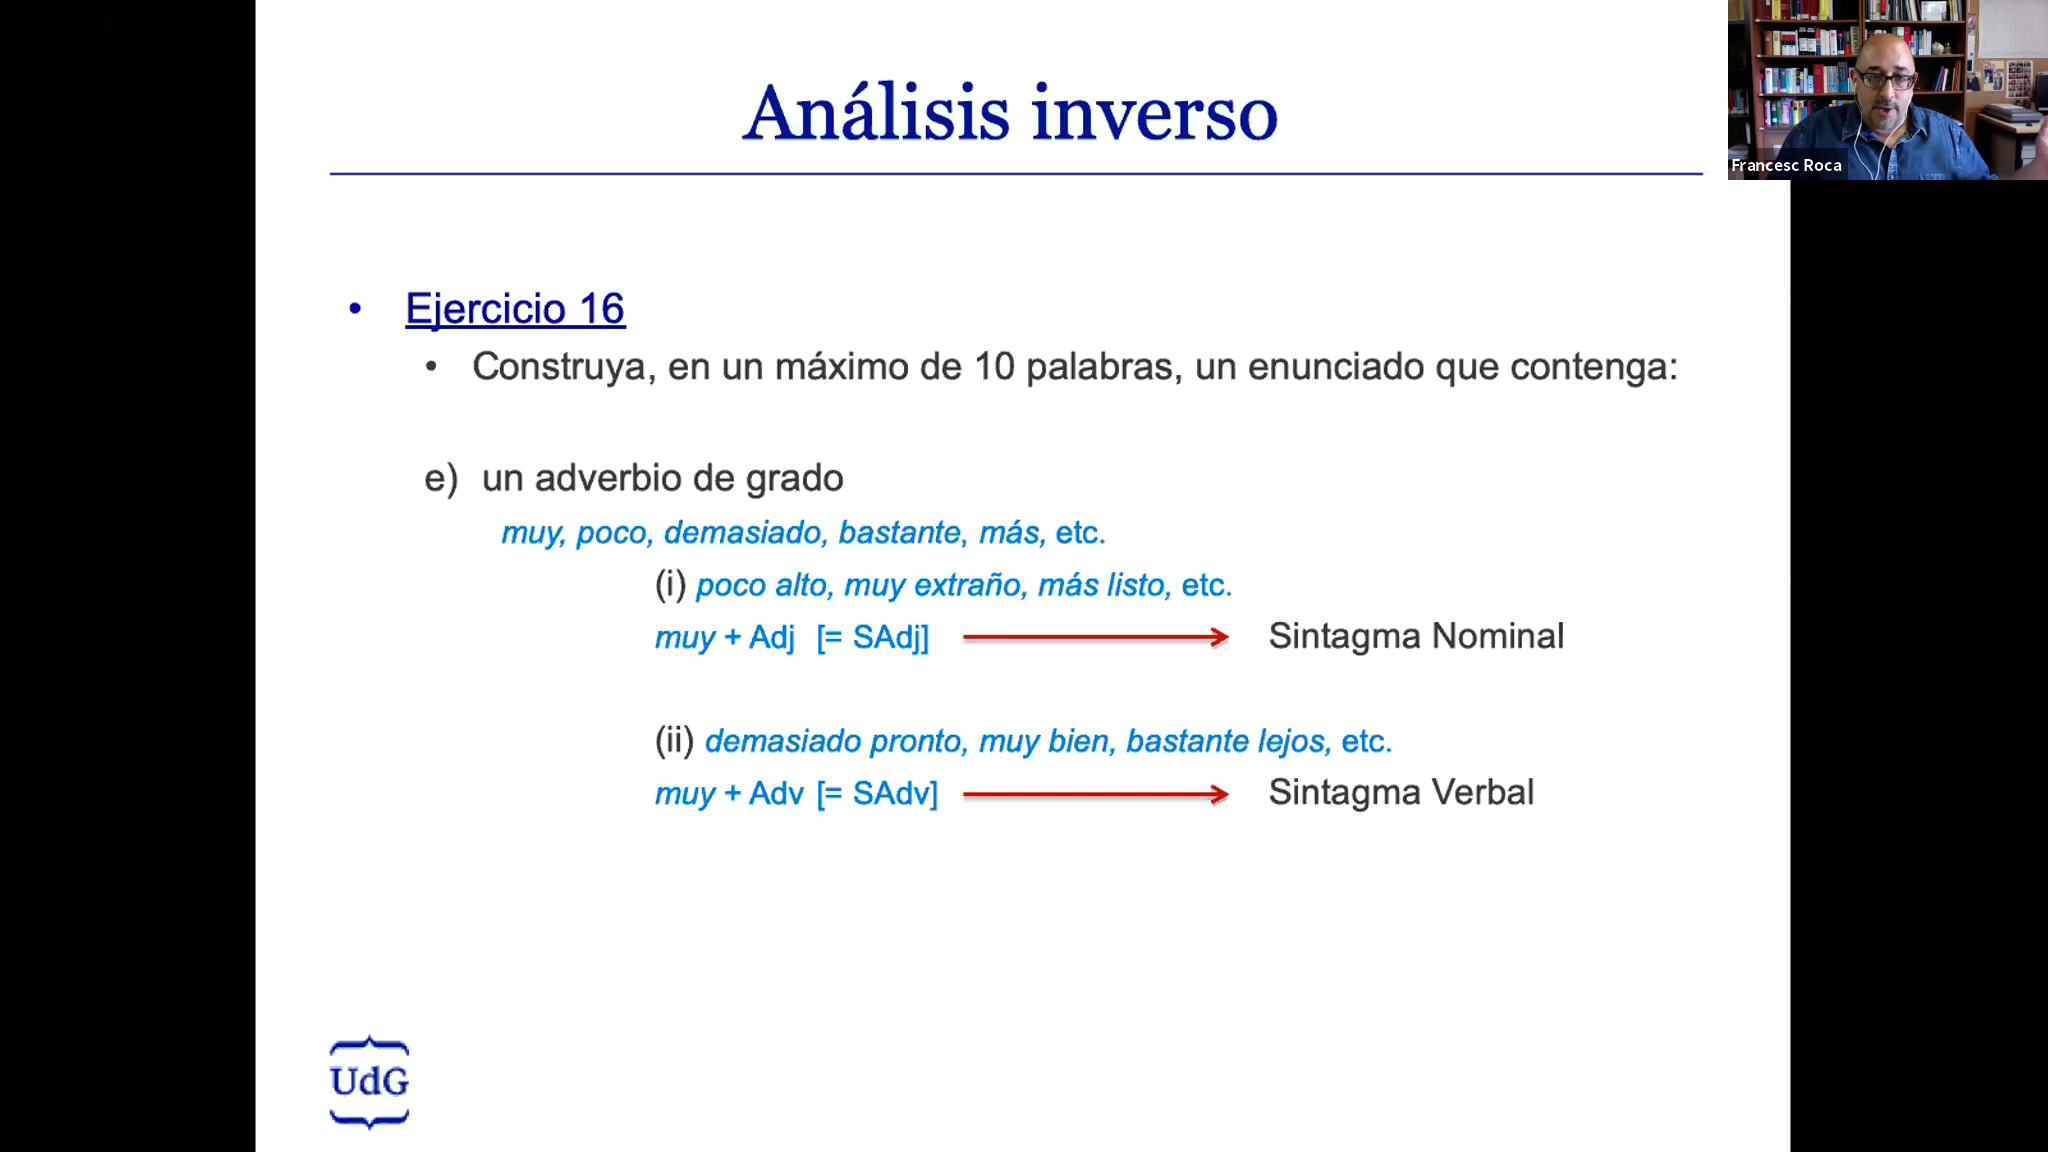 Análisis inverso
Francesc Roca
• Ejercicio 16
• Construya, en un máximo de 10 palabras, un enunciado que contenga:
e) un adverbio de grado
muy, poco, demasiado, bastante, más, etc.
(i) poco alto, muy extraño, más listo, etc.
muy + Adj [= SAdj] Sintagma Nominal
(ii) demasiado pronto, muy bien, bastante lejos, etc.
muy + Adv [= SAdv] Sintagma Verbal
UdG